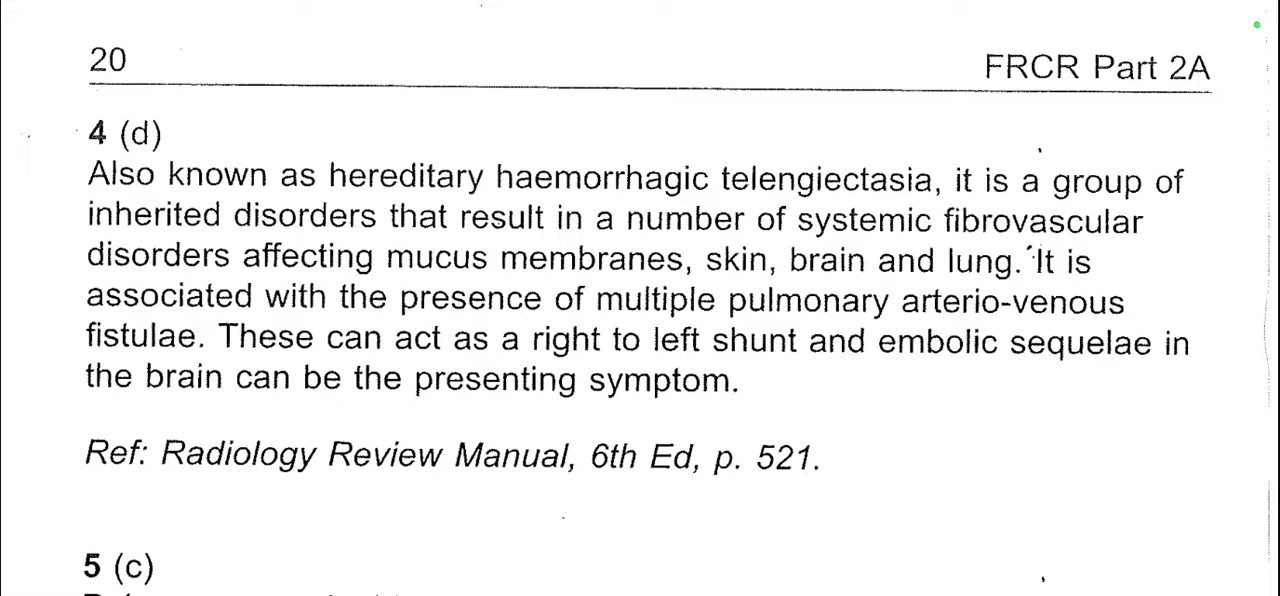 20
FRCR Part 2A
4 (d)
Also known as hereditary haemorrhagic telengiectasia, it is a group of
inherited disorders that result in a number of systemic fibrovascular
disorders affecting mucus membranes, skin, brain and lung. It is
associated with the presence of multiple pulmonary arterio-venous
fistulae. These can act as a right to left shunt and embolic sequelae in
the brain can be the presenting symptom.
Ref: Radiology Review Manual, 6th Ed, p. 521.
5 (c)